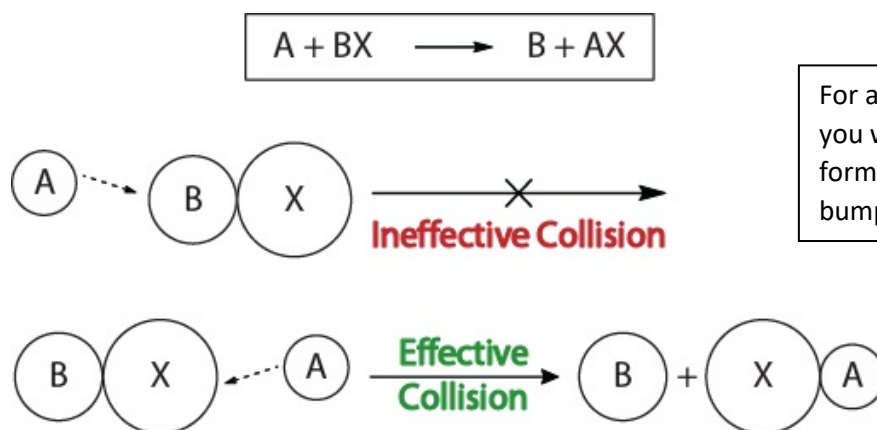 A + BX → B + AX
For a
you w
form
bump
A B X
Ineffective Collision
B X A Effective B + X A
Collision